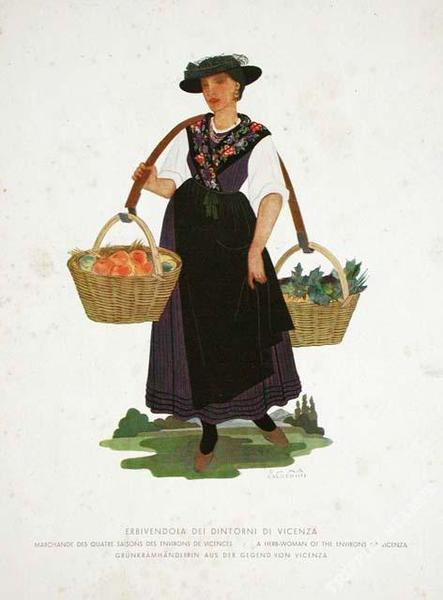 EMMA
CALDERINI
ERBIVENDOLA DEI DINTORNI DI VICENZA
MARCHANDE DES QUATRE SAISONS DES ENVIRONS DE VICENCES A HERB-WOMAN OF THE ENVIRONS VICENZA
GRÜNKRAMHÄNDLERIN AUS DER GEGEND VON VICENZA